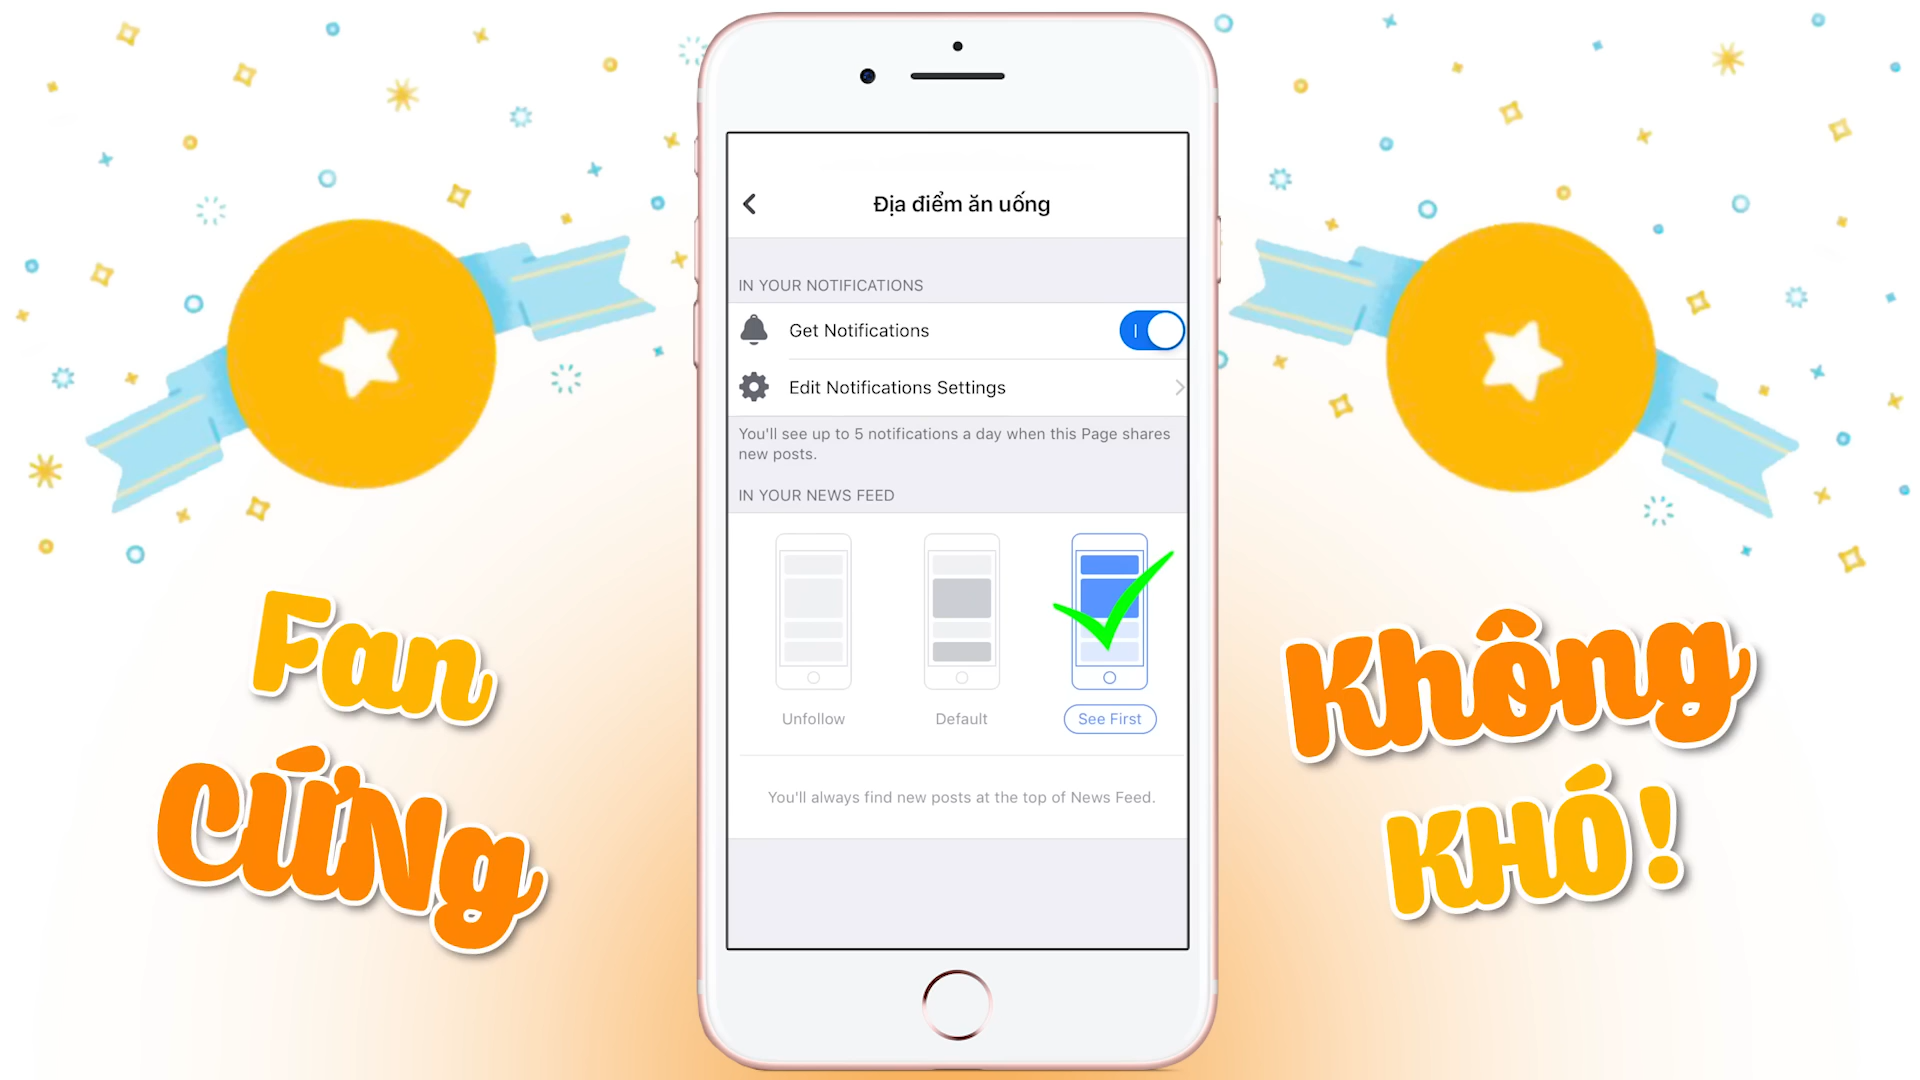 Địa điểm ăn uống
IN YOUR NOTIFICATIONS
Get Notifications
Edit Notifications Settings
You'll see up to 5 notifications a day when this Page shares
new posts.
IN YOUR NEWS FEED
Unfollow
Default
See First
You'll always find new posts at the top of News Feed.
Fan
CỨNg
Không
KHÓ!